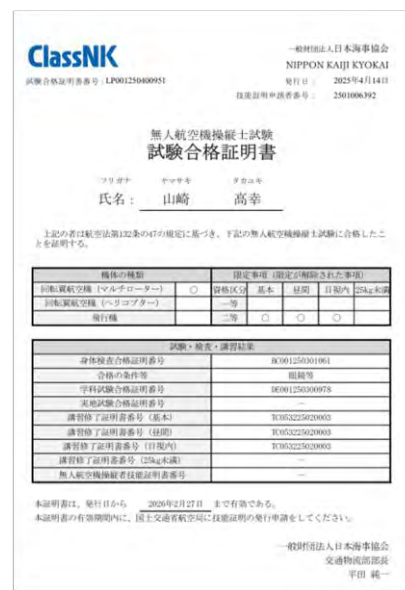 ClassNK
一般財団法人日本海事協会
NIPPON KAIJI KYOKAI
試験合格証明書番号:LP001250400951
発行日: 2025年4月14日
技能証明申請者番号: 2501006392
無人航空機操縦士試験
試験合格証明書
フリガナ ヤマサキ タカユキ
氏名: 山崎 高幸
上記の者は航空法第132条の47の規定に基づき、下記の無人航空機操縦士試験に合格したことを証明する。
機体の種類 限定事項(限定が解除された事項)
回転翼航空機(マルチローター) ○ 資格区分 基本 昼間 目視内 25kg未満
回転翼航空機(ヘリコプター) 一等
飛行機 二等 ○ ○ ○
試験・検査・講習結果
身体検査合格証明番号 BC001250301061
合格の条件等 眼鏡等
学科試験合格証明番号 DE001250300978
実地試験合格証明番号 —
講習修了証明書番号(基本) TC053225020003
講習修了証明書番号(昼間) TC053225020003
講習修了証明書番号(目視内) TC053225020003
講習修了証明書番号(25kg未満) —
無人航空機操縦者技能証明書番号 —
本証明書は、発行日から 2026年2月27日 まで有効である。
本証明書の有効期間内に、国土交通省航空局に技能証明の発行申請をしてください。
一般財団法人日本海事協会
交通物流部部長
平田 純一